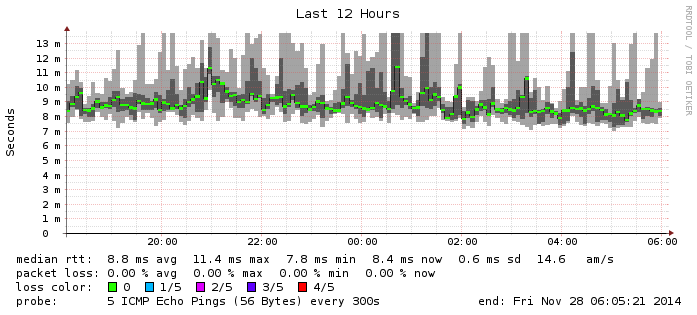 Last 12 Hours
RRDTOOL / TOBI OETIKER
Seconds
13 m
12 m
11 m
10 m
9 m
8 m
7 m
6 m
5 m
4 m
3 m
2 m
1 m
0
20:00 22:00 00:00 02:00 04:00 06:00
median rtt: 8.8 ms avg 11.4 ms max 7.8 ms min 8.4 ms now 0.6 ms sd 14.6 am/s
packet loss: 0.00 % avg 0.00 % max 0.00 % min 0.00 % now
loss color: 0 1/5 2/5 3/5 4/5
probe: 5 ICMP Echo Pings (56 Bytes) every 300s end: Fri Nov 28 06:05:21 2014